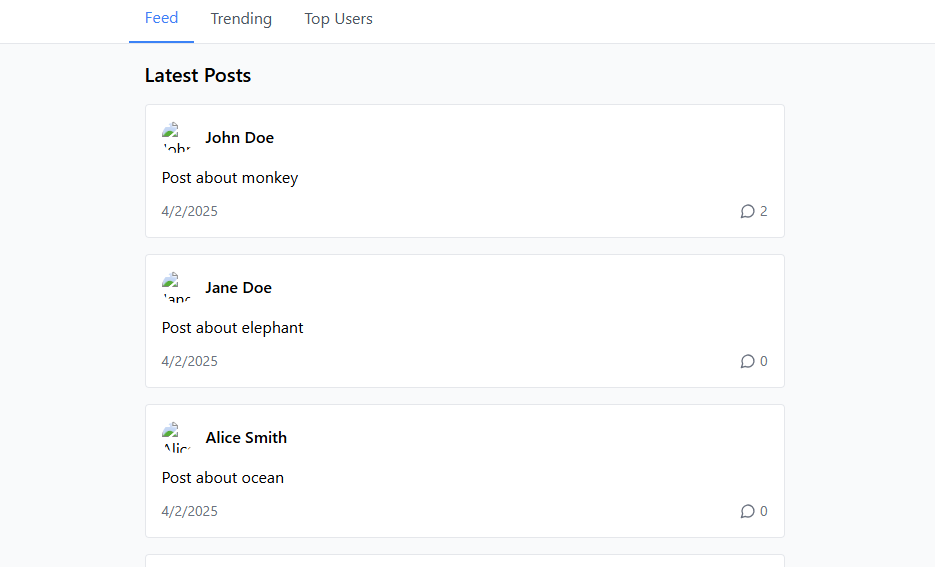 Feed Trending Top Users
Latest Posts
John Doe
Post about monkey
4/2/2025 2
Jane Doe
Post about elephant
4/2/2025 0
Alice Smith
Post about ocean
4/2/2025 0